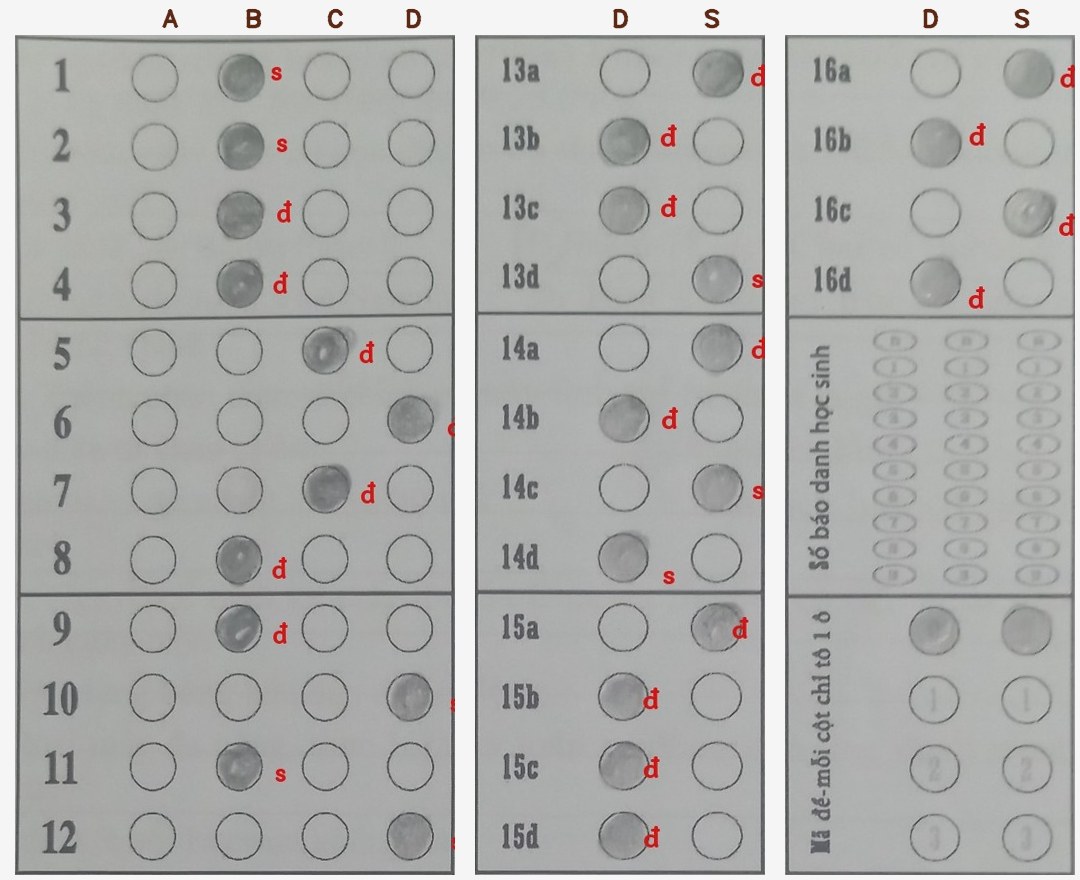 A B C D
1 s
2 s
3 đ
4 đ
5 đ
6
7 đ
8 đ
9 đ
10
11 s
12
D S
13a đ
13b đ
13c đ
13d s
14a đ
14b đ
14c s
14d s
15a đ
15b đ
15c đ
15d đ
D S
16a đ
16b đ
16c đ
16d đ
Số báo danh học sinh
Mã đề-mỗi cột chỉ tô 1 ô
1 1
2 2
3 3